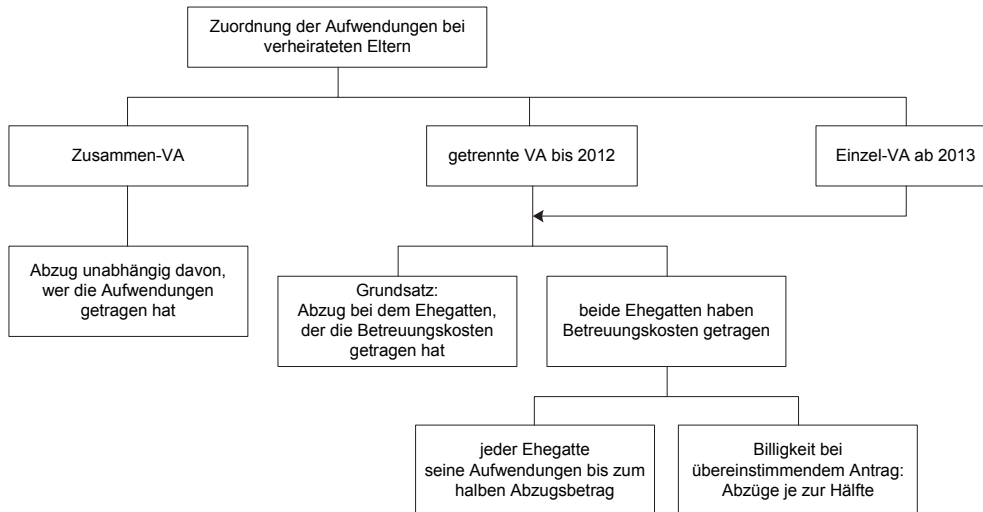 Zuordnung der Aufwendungen bei
verheirateten Eltern
Zusammen-VA
getrennte VA bis 2012
Einzel-VA ab 2013
Abzug unabhängig davon,
wer die Aufwendungen
getragen hat
Grundsatz:
Abzug bei dem Ehegatten,
der die Betreuungskosten
getragen hat
beide Ehegatten haben
Betreuungskosten getragen
jeder Ehegatte
seine Aufwendungen bis zum
halben Abzugsbetrag
Billigkeit bei
übereinstimmendem Antrag:
Abzüge je zur Hälfte